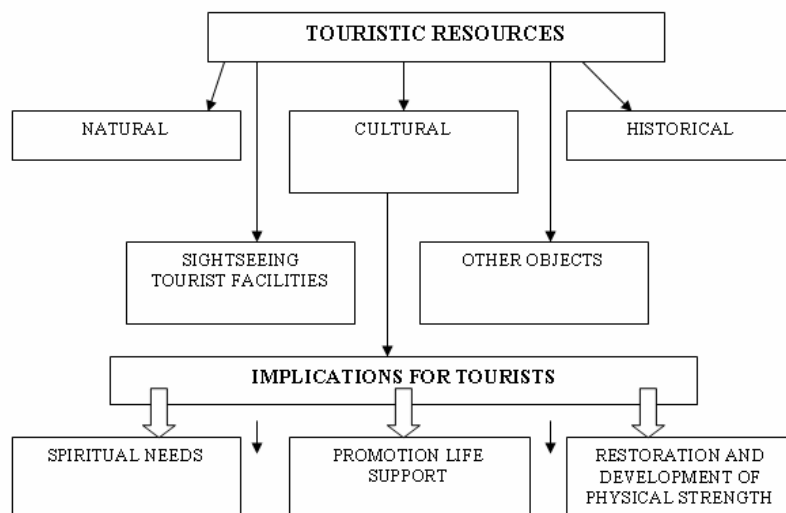 TOURISTIC RESOURCES
NATURAL
CULTURAL
HISTORICAL
SIGHTSEEING
TOURIST FACILITIES
OTHER OBJECTS
IMPLICATIONS FOR TOURISTS
SPIRITUAL NEEDS
PROMOTION LIFE
SUPPORT
RESTORATION AND
DEVELOPMENT OF
PHYSICAL STRENGTH